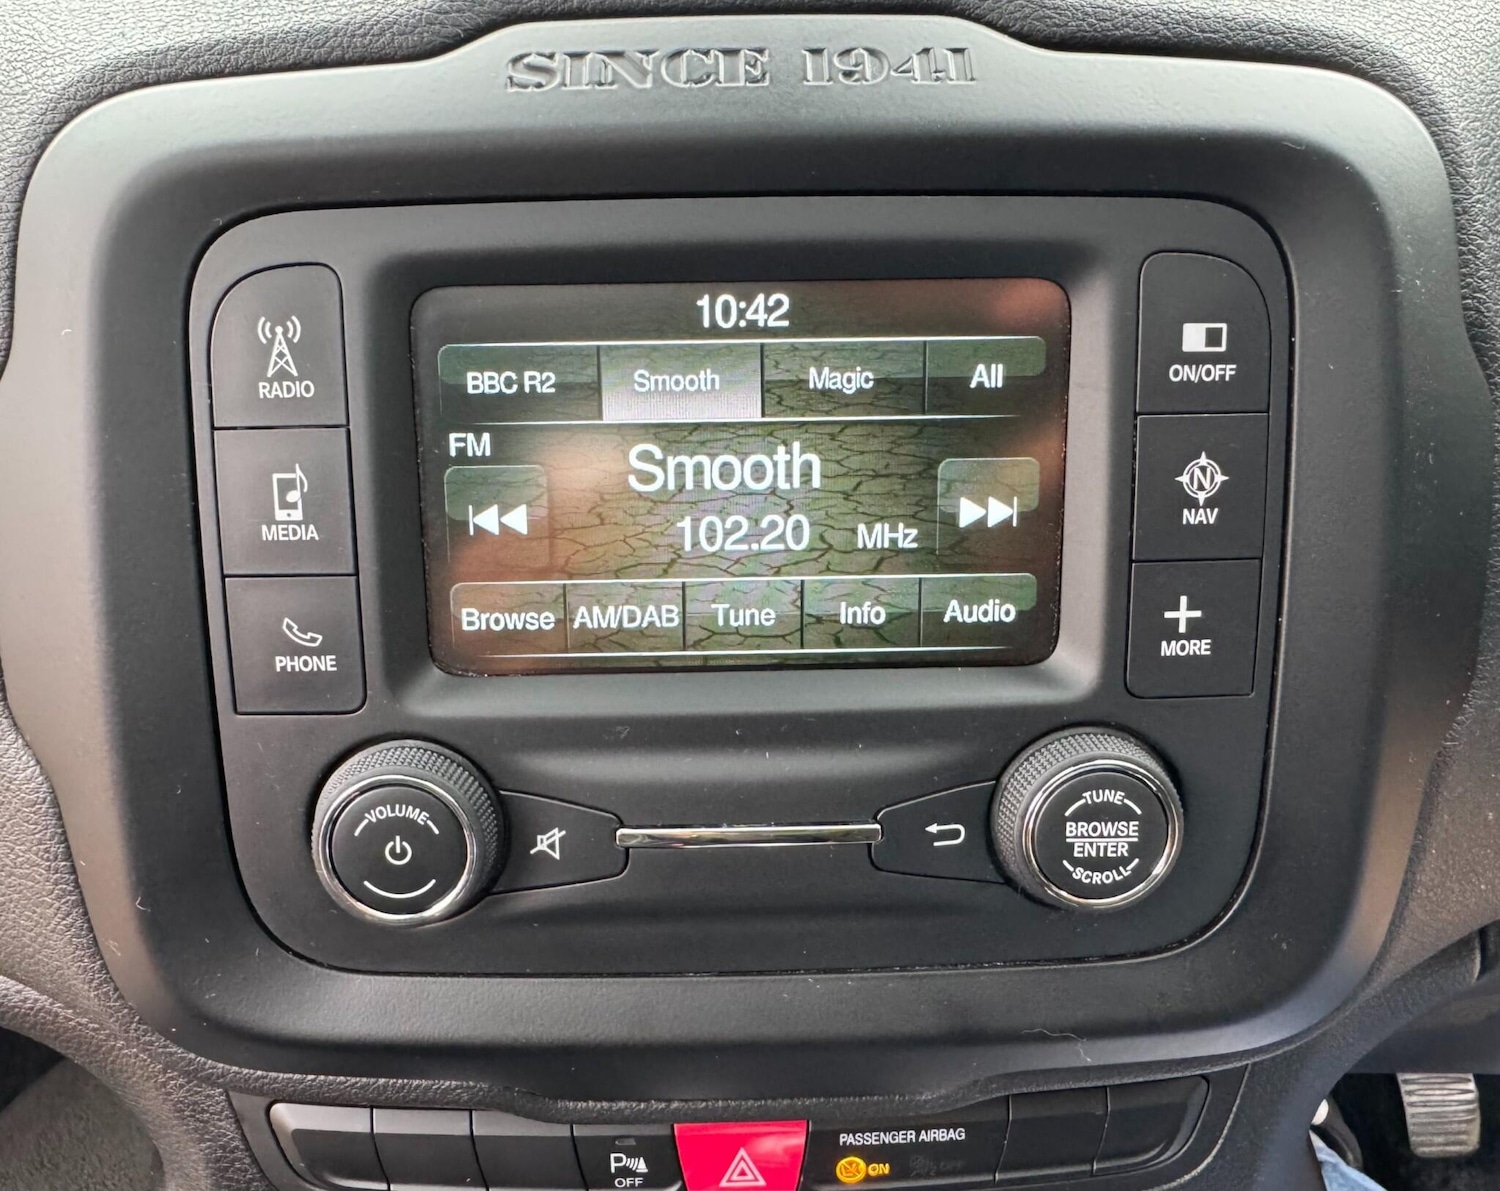 SINCE 1941
10:42
BBC R2 Smooth Magic All
FM
Smooth
102.20 MHz
Browse AM/DAB Tune Info Audio
RADIO
MEDIA
PHONE
ON/OFF
N
NAV
MORE
VOLUME
TUNE
BROWSE
ENTER
SCROLL
P
OFF
PASSENGER AIRBAG
ON
OFF